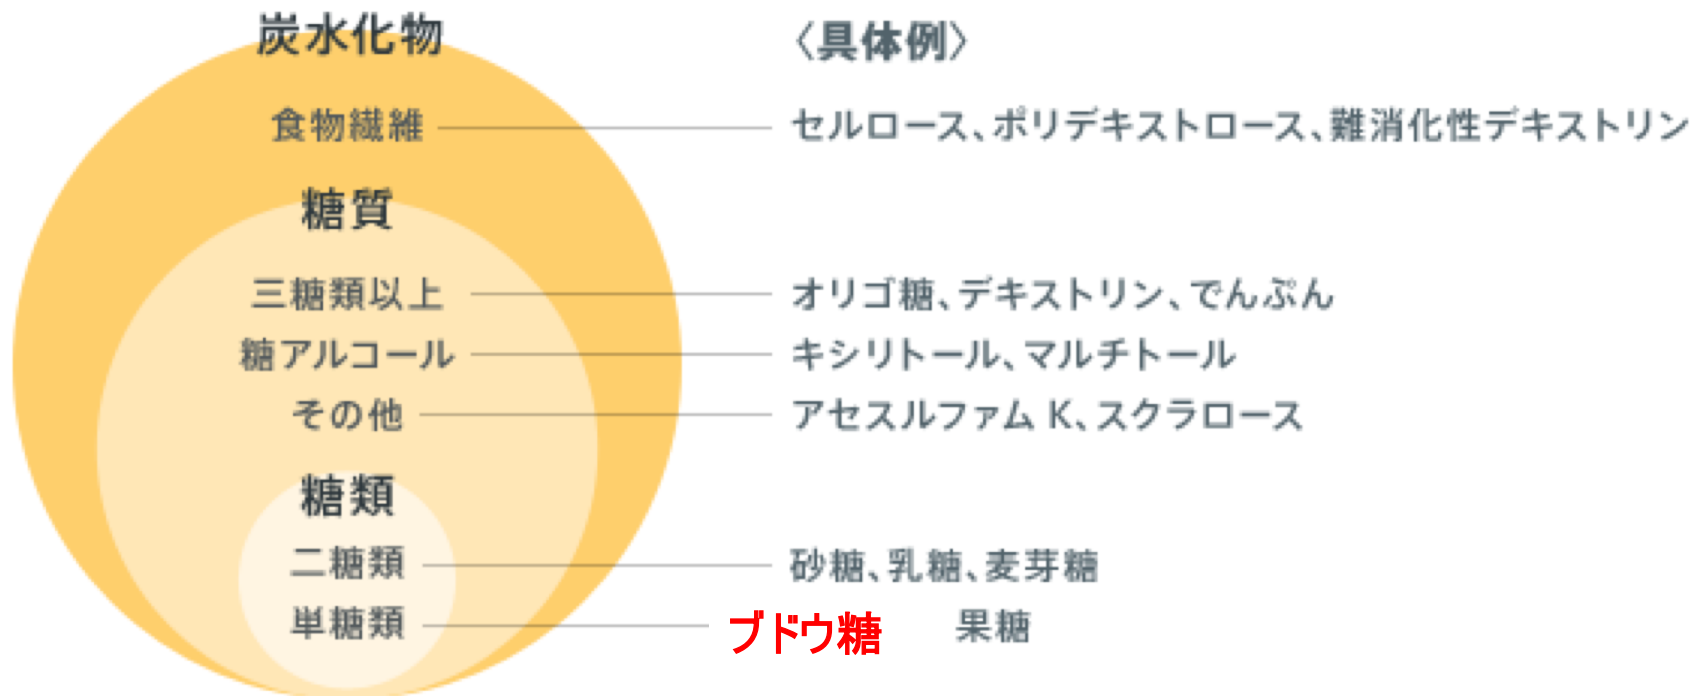 炭水化物 〈具体例〉
食物繊維 セルロース、ポリデキストロース、難消化性デキストリン
糖質
三糖類以上 オリゴ糖、デキストリン、でんぷん
糖アルコール キシリトール、マルチトール
その他 アセスルファム K、スクラロース
糖類
二糖類 砂糖、乳糖、麦芽糖
単糖類 ブドウ糖 果糖